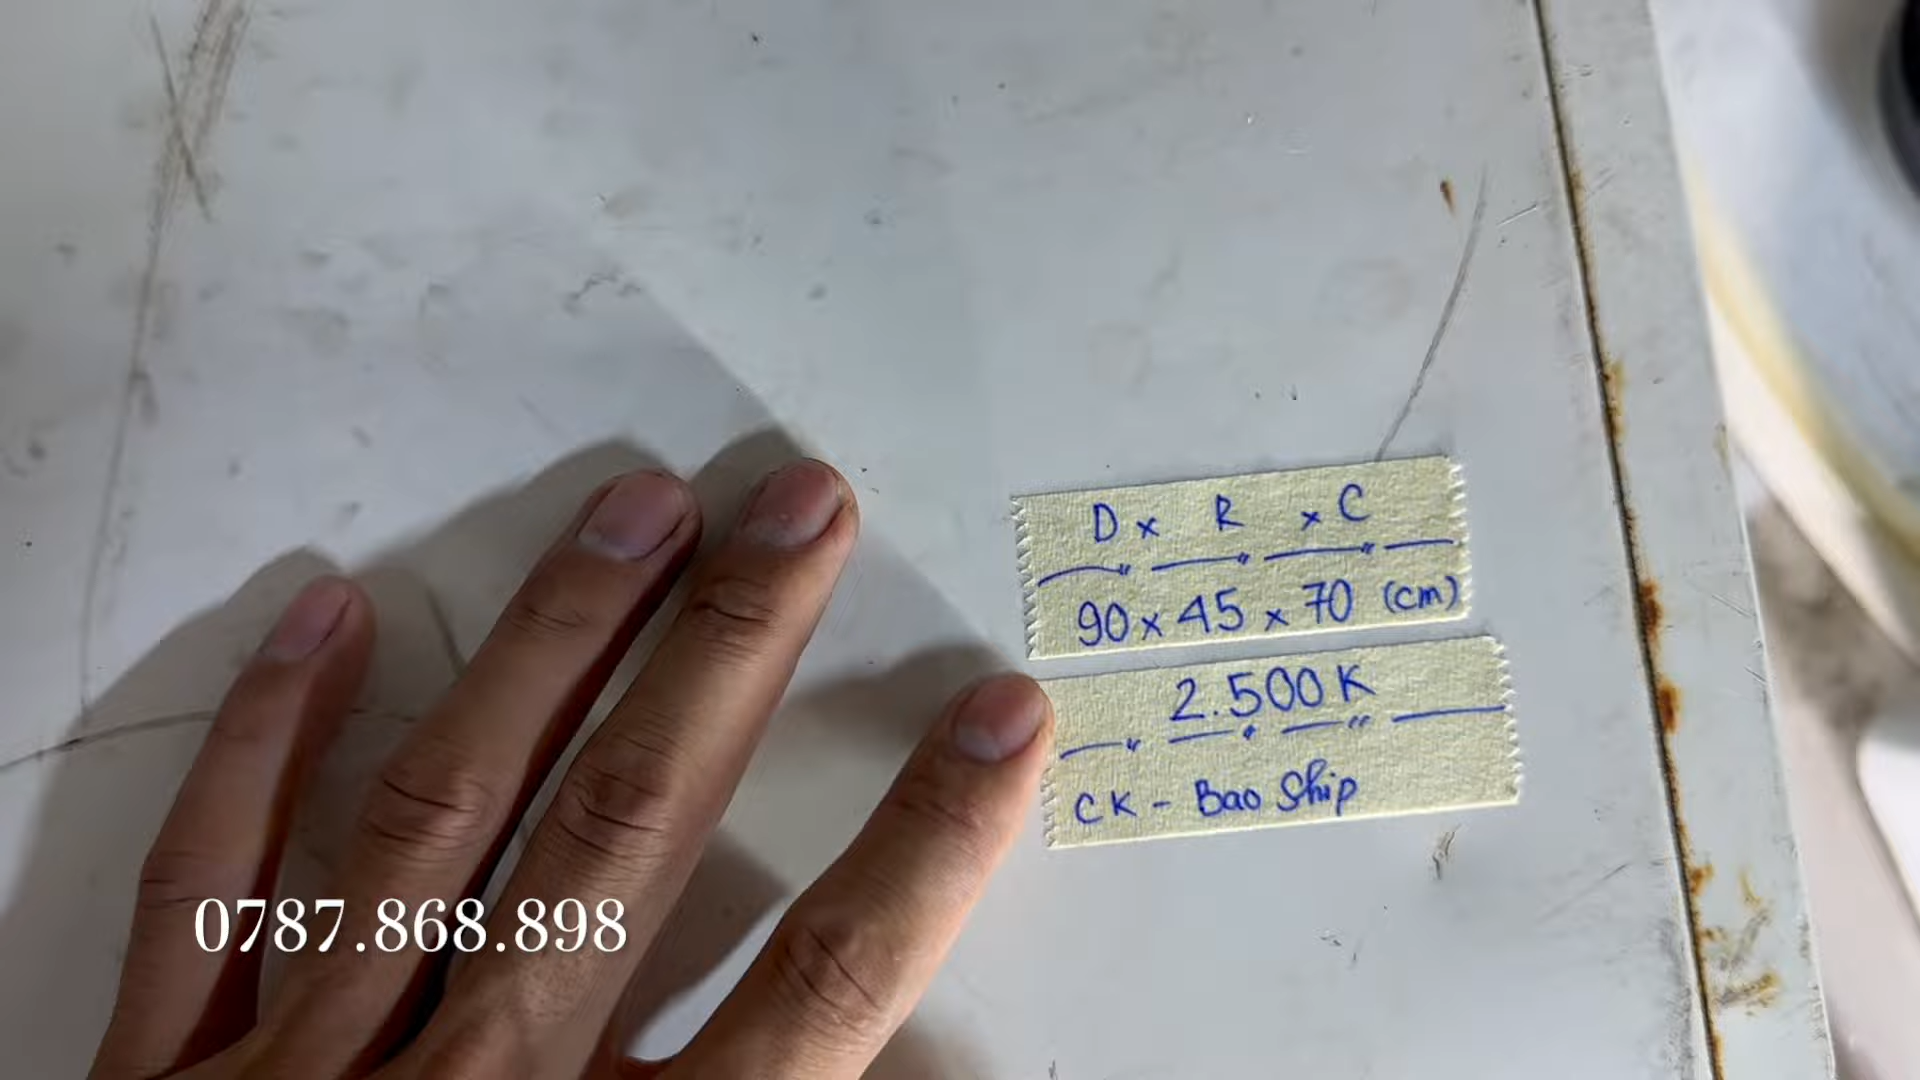 D x R x C
90 x 45 x 70 (cm)
2.500 K
CK - Bao Ship
0787.868.898